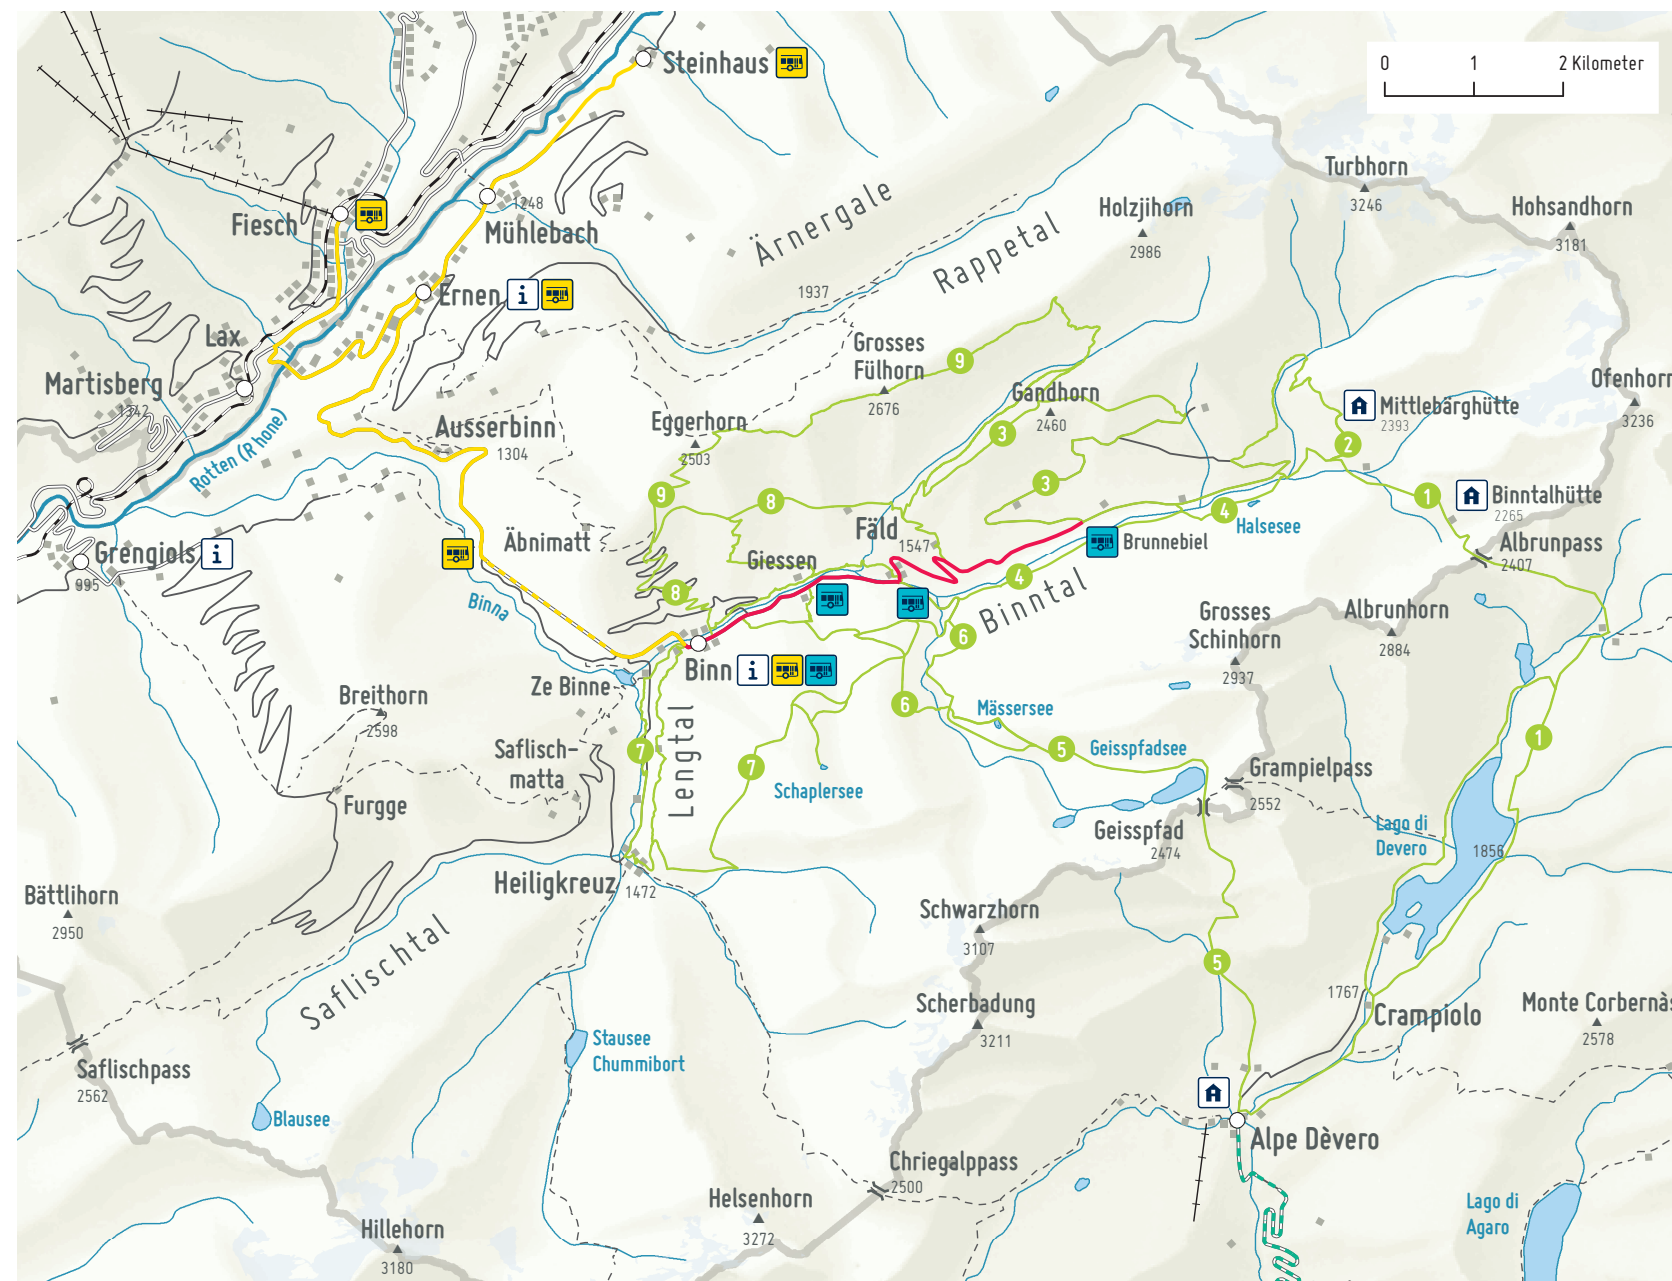 0 1 2 Kilometer
Steinhaus
Turbhorn
3246
Hohsandhorn
3181
Holzjihorn
2986
1248
Mühlebach
Fiesch
Ärnergale
Rappetal
1937
Ernen i
Lax
Martisberg
1342
Rotten (Rhone)
Grosses
Fülhorn
2676
9
Gandhorn
2460
Mittlebärghütte
2393
Ofenhorn
3236
Ausserbinn
1304
Eggerhorn
2503
3
2
9
8
3
1
Binntalhütte
2265
4
Halsesee
Fäld
1547
Brunnebiel
Albrunpass
2407
Äbnimatt
Giessen
Grengiols i
995
Binna
8
4
Binntal
Grosses
Schinhorn
2937
Albrunhorn
2884
6
Binn i
Ze Binne
Breithorn
2598
6
Mässersee
Lengtal
Saflisch-
matta
7
7
5
Geisspfadsee
1
Schaplersee
Grampielpass
2552
Furgge
Geisspfad
2474
Lago di
Devero
1856
Heiligkreuz
1472
Bättlihorn
2950
Schwarzhorn
3107
Saflischtal
5
Scherbadung
3211
1767
Crampiolo
Monte Corbernàs
2578
Stausee
Chummibort
Saflischpass
2562
Blausee
Alpe Dèvero
Chriegalppass
2500
Helsenhorn
3272
Lago di
Agaro
Hillehorn
3180